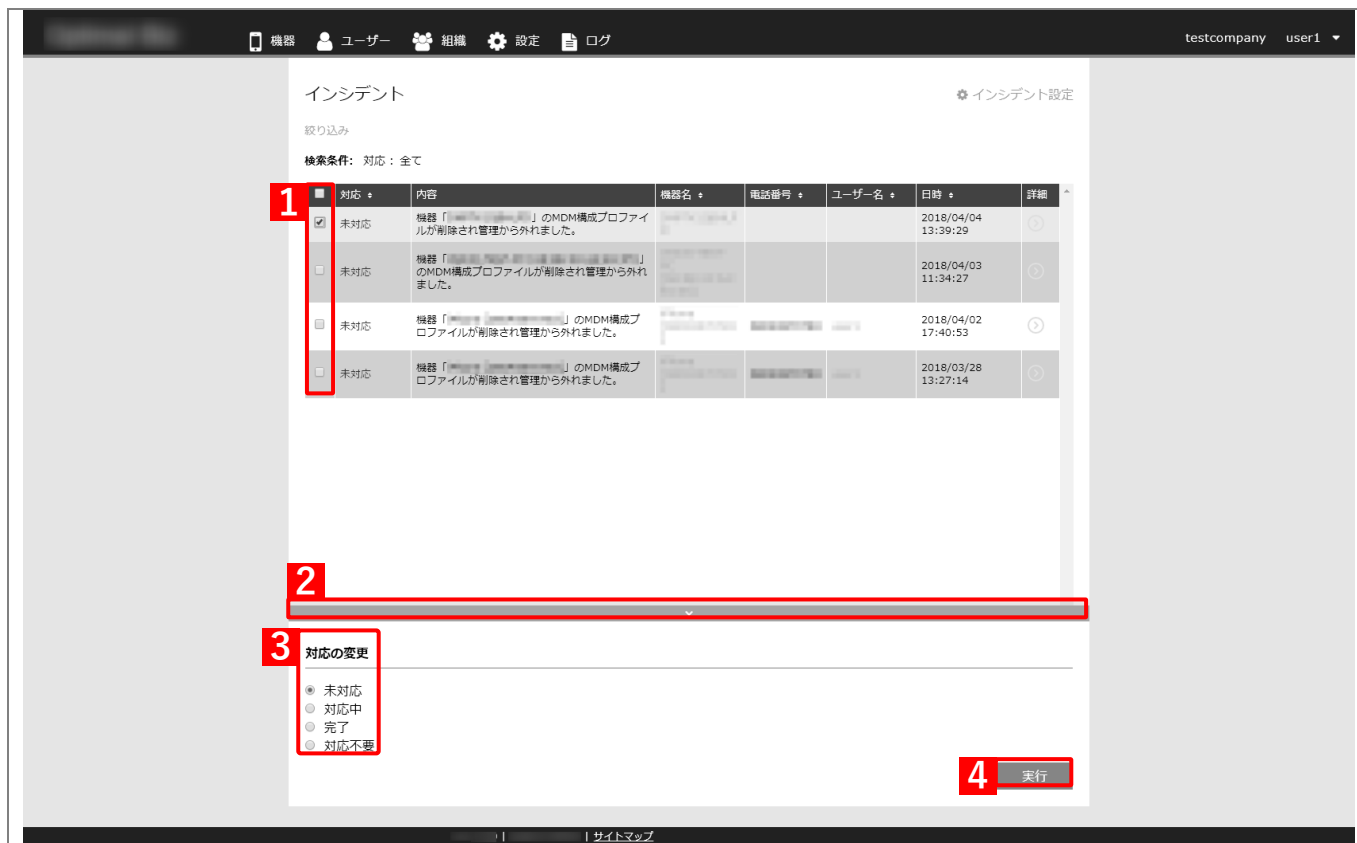 機器 ユーザー 組織 設定 ログ testcompany user1
インシデント インシデント設定
絞り込み
検索条件: 対応 : 全て
1
対応 内容 機器名 電話番号 ユーザー名 日時 詳細
未対応 機器「 」のMDM構成プロファイ 2018/04/04
ルが削除され管理から外れました。 13:39:29
機器「 」
未対応 のMDM構成プロファイルが削除され管理から外れ 2018/04/03
ました。 11:34:27
未対応 機器「 」のMDM構成プ 2018/04/02
ロファイルが削除され管理から外れました。 17:40:53
未対応 機器「 」のMDM構成プ 2018/03/28
ロファイルが削除され管理から外れました。 13:27:14
2
3
対応の変更
未対応
対応中
完了
対応不要
4 実行
| | サイトマップ